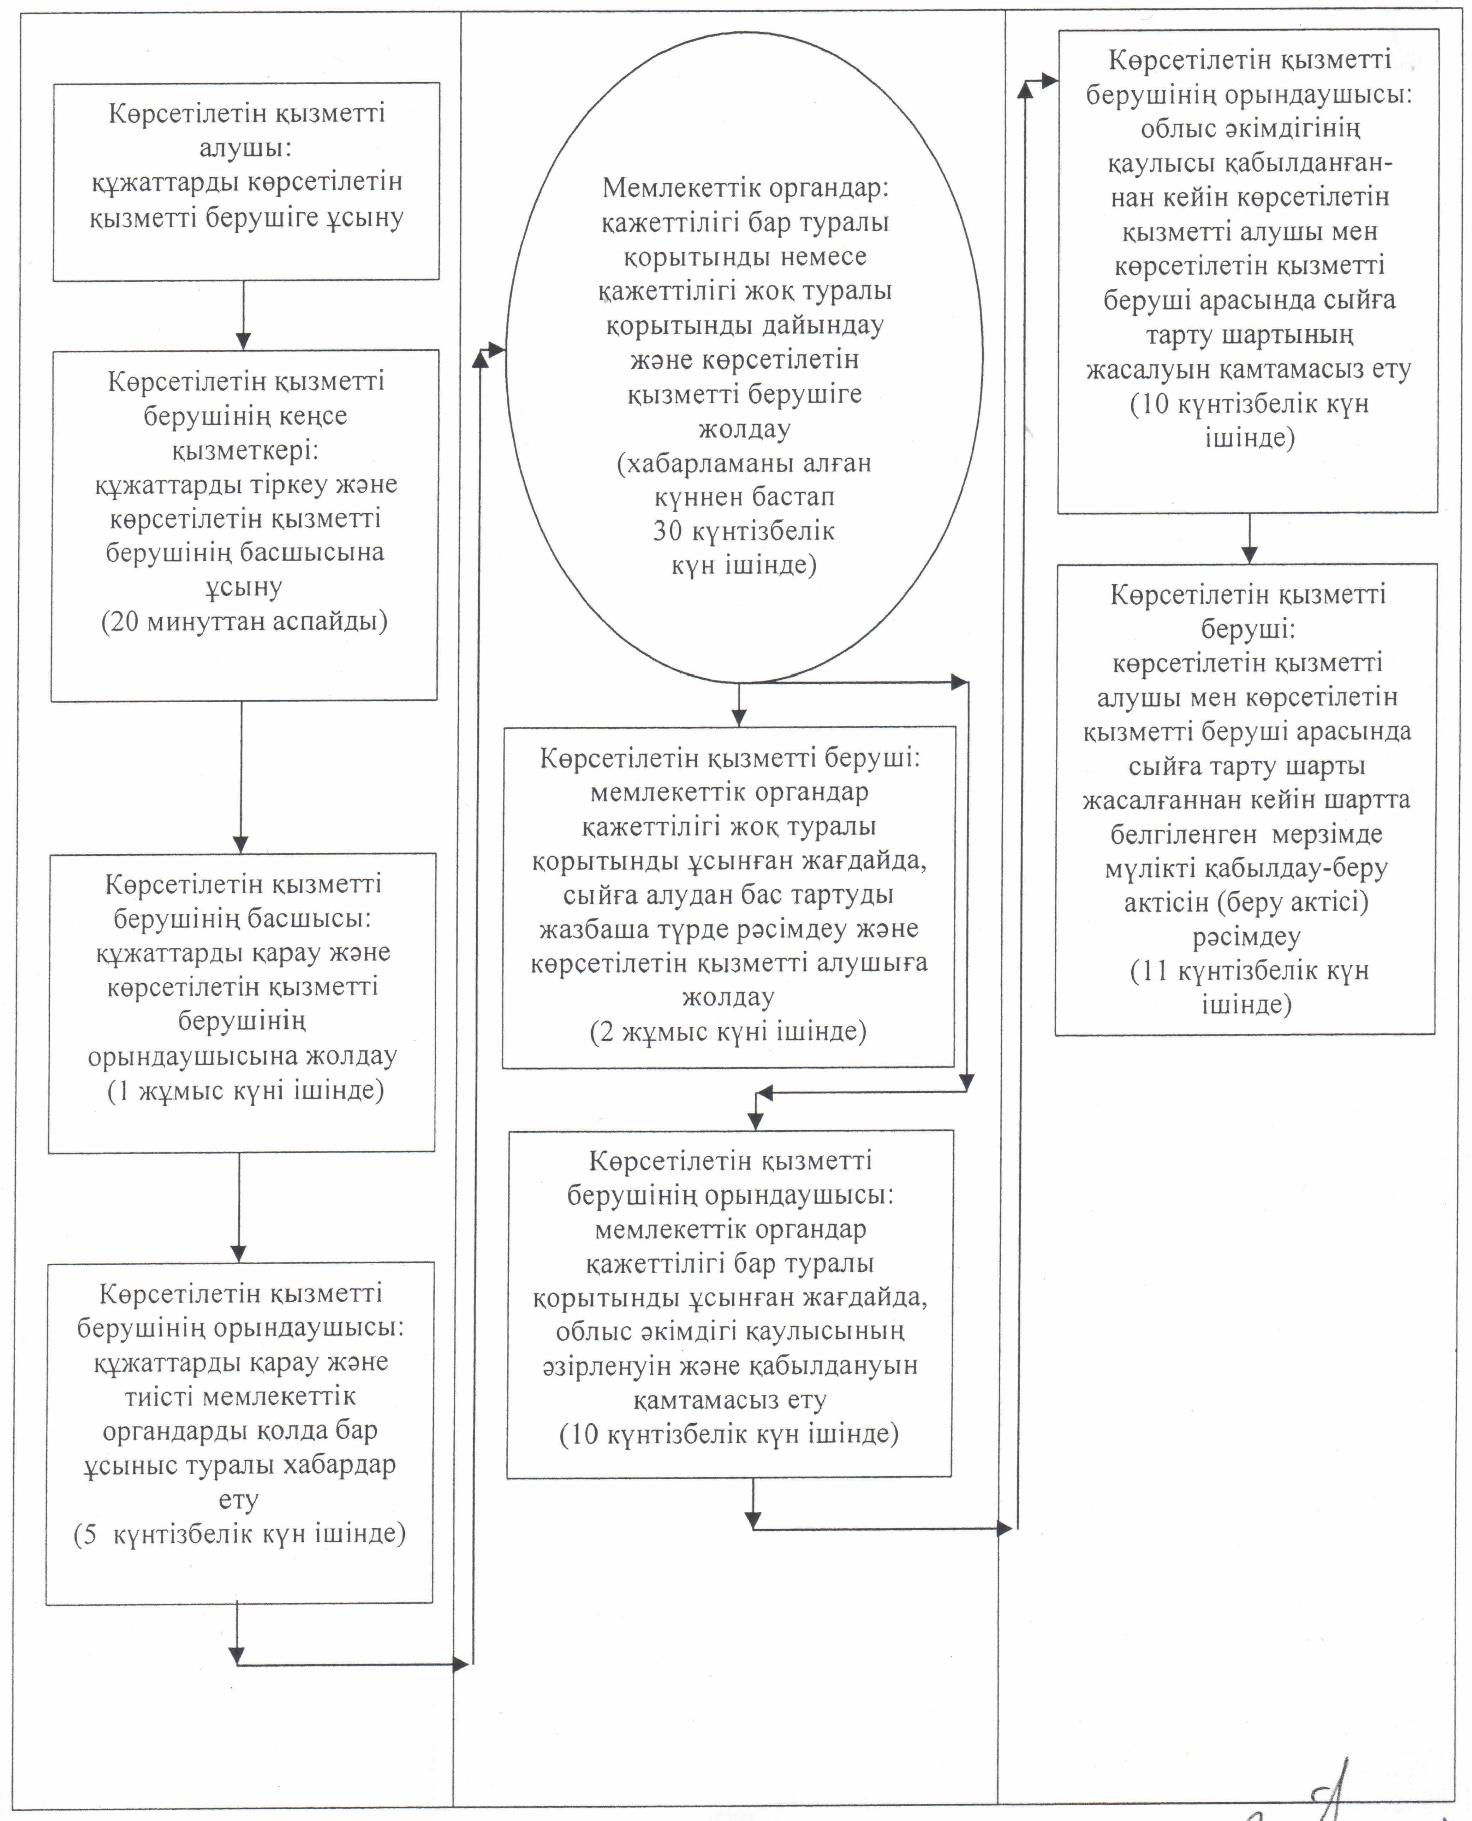 Көрсетілетін қызметті
алушы:
құжаттарды көрсетілетін
қызметті берушіге ұсыну
Көрсетілетін қызметті
берушінің кеңсе
қызметкері:
құжаттарды тіркеу және
көрсетілетін қызметті
берушінің басшысына
ұсыну
(20 минуттан аспайды)
Көрсетілетін қызметті
берушінің басшысы:
құжаттарды қарау және
көрсетілетін қызметті
берушінің
орындаушысына жолдау
(1 жұмыс күні ішінде)
Көрсетілетін қызметті
берушінің орындаушысы:
құжаттарды қарау және
тиісті мемлекеттік
органдарды қолда бар
ұсыныс туралы хабардар
ету
(5 күнтізбелік күн ішінде)
Мемлекеттік органдар:
қажеттілігі бар туралы
қорытынды немесе
қажеттілігі жоқ туралы
қорытынды дайындау
және көрсетілетін
қызметті берушіге
жолдау
(хабарламаны алған
күннен бастап
30 күнтізбелік
күн ішінде)
Көрсетілетін қызметті беруші:
мемлекеттік органдар
қажеттілігі жоқ туралы
қорытынды ұсынған жағдайда,
сыйға алудан бас тартуды
жазбаша түрде рәсімдеу және
көрсетілетін қызметті алушыға
жолдау
(2 жұмыс күні ішінде)
Көрсетілетін қызметті
берушінің орындаушысы:
мемлекеттік органдар
қажеттілігі бар туралы
қорытынды ұсынған жағдайда,
облыс әкімдігі қаулысының
әзірленуін және қабылдануын
қамтамасыз ету
(10 күнтізбелік күн ішінде)
Көрсетілетін қызметті
берушінің орындаушысы:
облыс әкімдігінің
қаулысы қабылданған-
нан кейін көрсетілетін
қызметті алушы мен
көрсетілетін қызметті
беруші арасында сыйға
тарту шартының
жасалуын қамтамасыз ету
(10 күнтізбелік күн
ішінде)
Көрсетілетін қызметті
беруші:
көрсетілетін қызметті
алушы мен көрсетілетін
қызметті беруші арасында
сыйға тарту шарты
жасалғаннан кейін шартта
белгіленген мерзімде
мүлікті қабылдау-беру
актісін (беру актісі)
рәсімдеу
(11 күнтізбелік күн
ішінде)